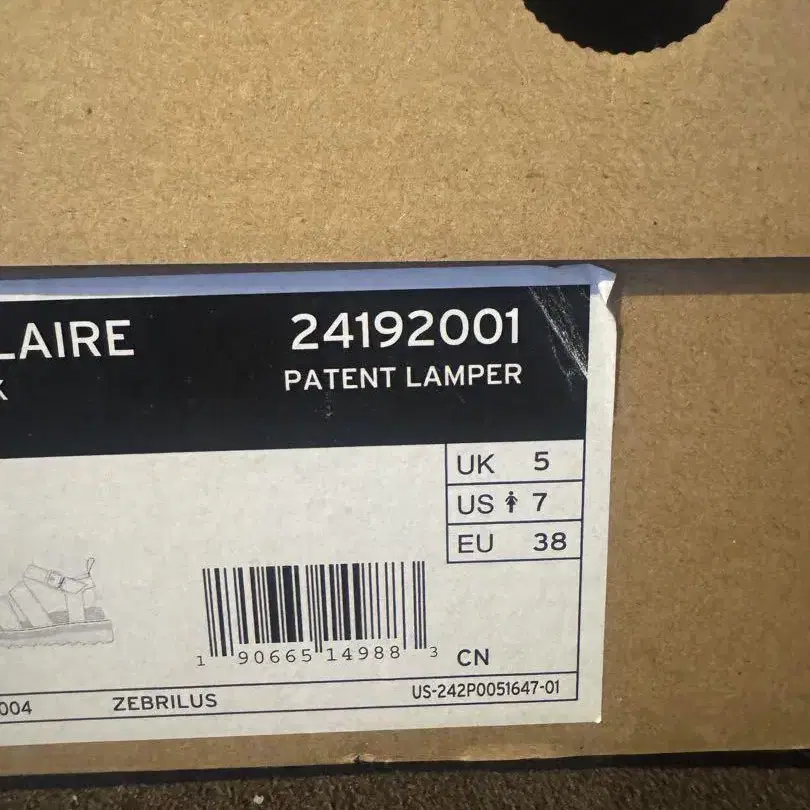 LAIRE 24192001
K PATENT LAMPER
UK 5
US 7
EU 38
1 90665 14988 3 CN
004 ZEBRILUS US-242P0051647-01